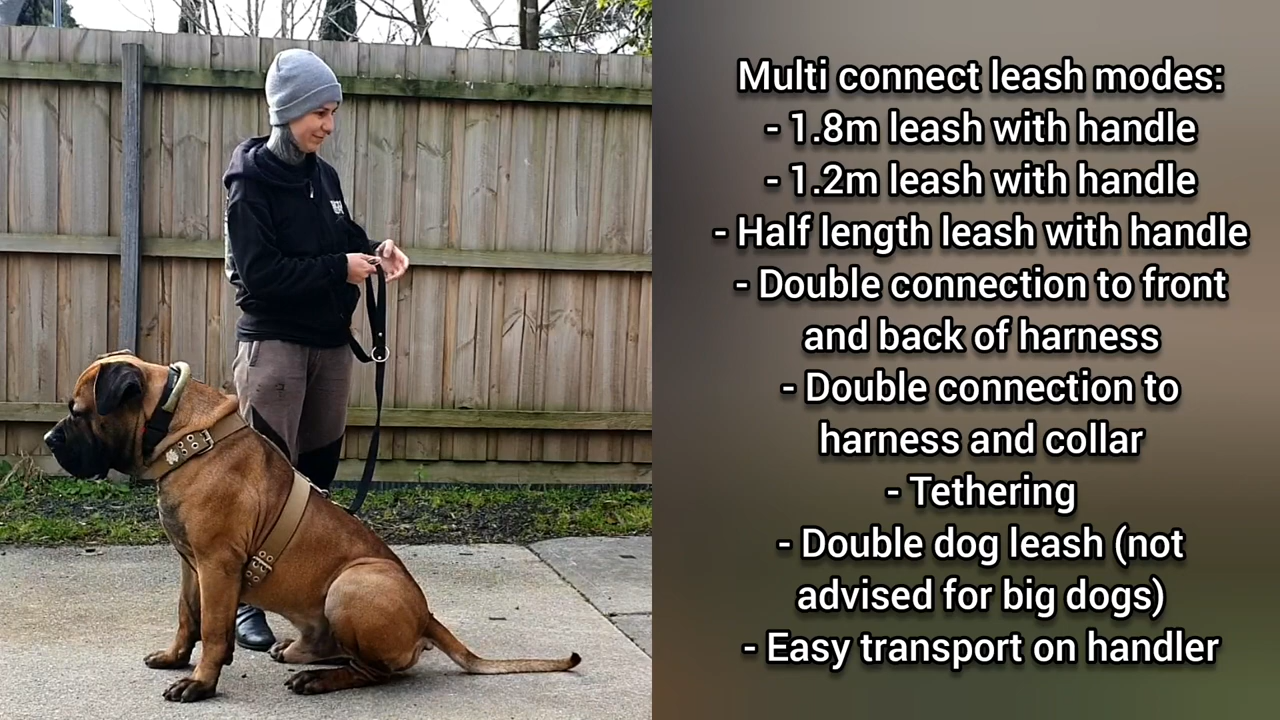 Multi connect leash modes:
- 1.8m leash with handle
- 1.2m leash with handle
- Half length leash with handle
- Double connection to front
and back of harness
- Double connection to
harness and collar
- Tethering
- Double dog leash (not
advised for big dogs)
- Easy transport on handler